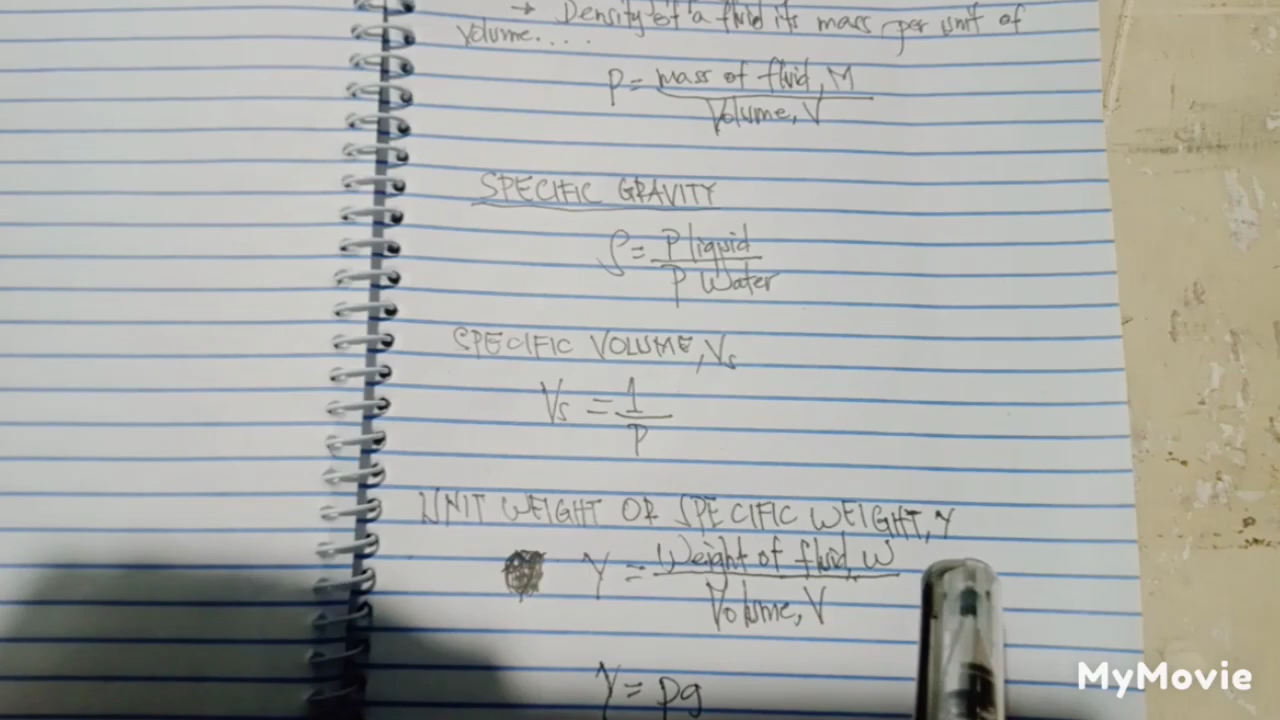 → Density of a fluid its mass per unit of
volume....
P = mass of fluid, M
Volume, V
SPECIFIC GRAVITY
S = P liquid
P Water
SPECIFIC VOLUME, Vs
Vs = 1
P
UNIT WEIGHT OR SPECIFIC WEIGHT, γ
γ = Weight of fluid, W
Volume, V
γ = pg
MyMovie